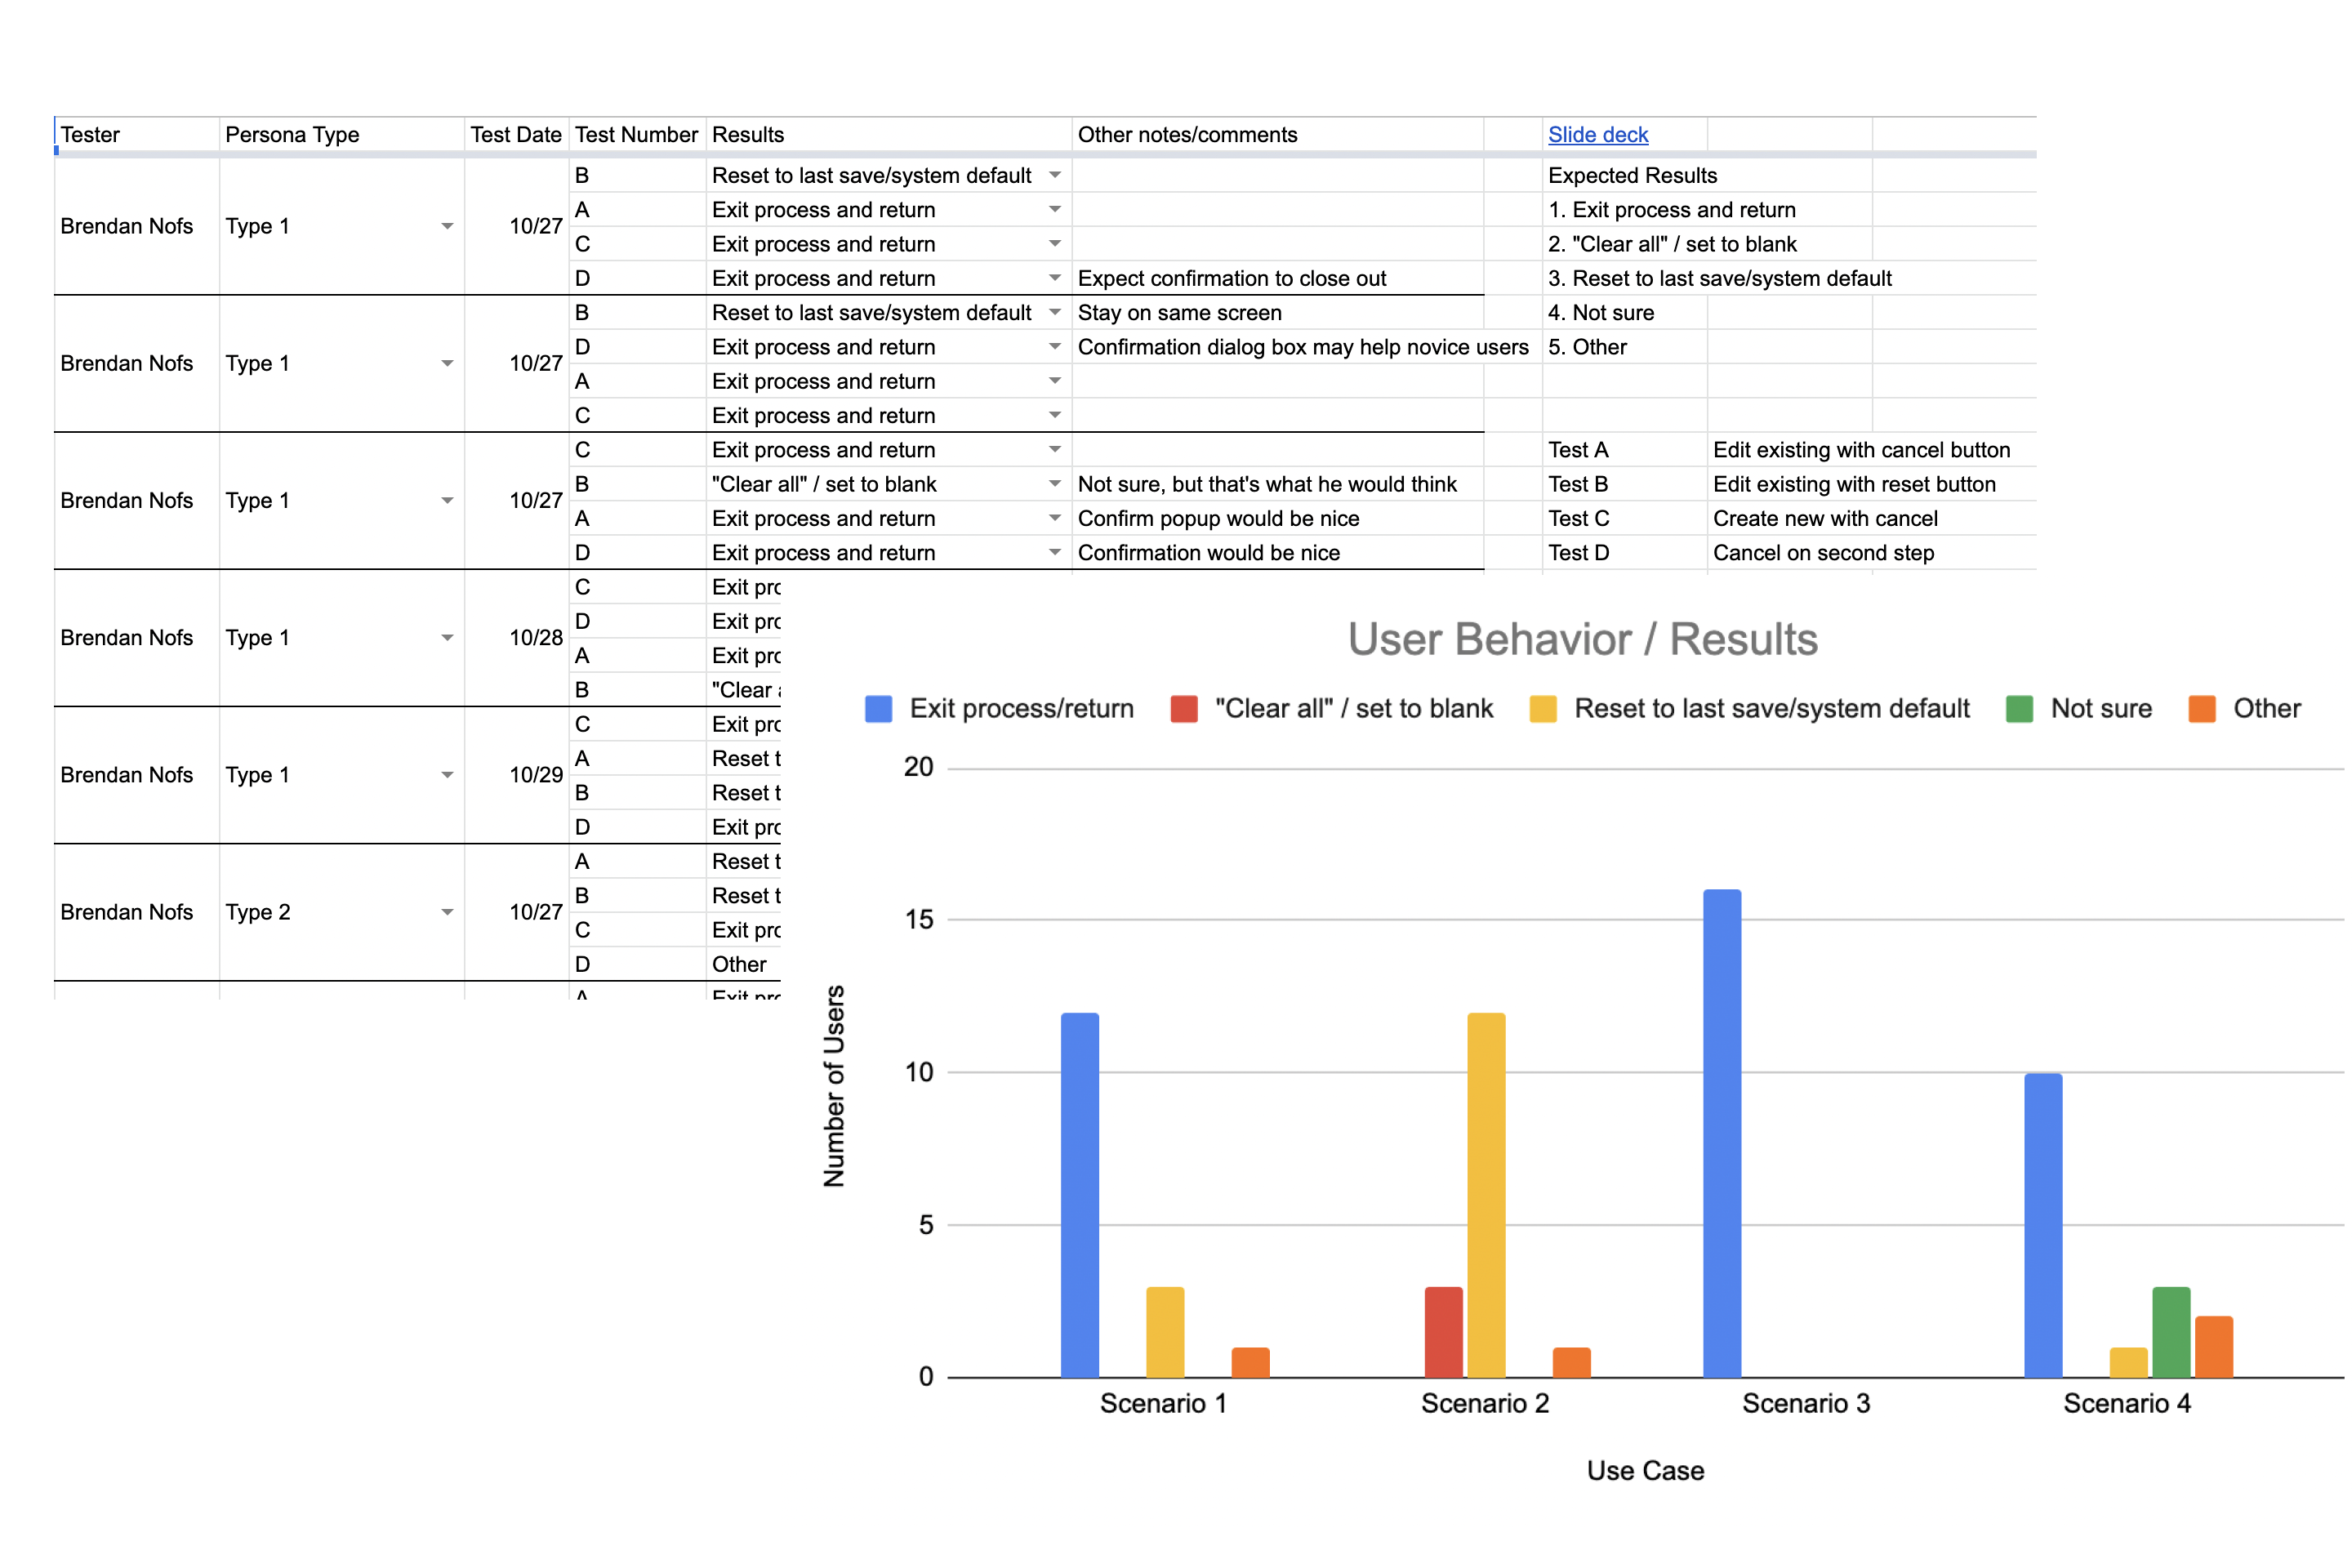 Tester Persona Type Test Date Test Number Results Other notes/comments Slide deck
B Reset to last save/system default Expected Results
Brendan Nofs Type 1 10/27 A Exit process and return 1. Exit process and return
C Exit process and return 2. "Clear all" / set to blank
D Exit process and return Expect confirmation to close out 3. Reset to last save/system default
B Reset to last save/system default Stay on same screen 4. Not sure
Brendan Nofs Type 1 10/27 D Exit process and return Confirmation dialog box may help novice users 5. Other
A Exit process and return
C Exit process and return
C Exit process and return Test A Edit existing with cancel button
Brendan Nofs Type 1 10/27 B "Clear all" / set to blank Not sure, but that's what he would think Test B Edit existing with reset button
A Exit process and return Confirm popup would be nice Test C Create new with cancel
D Exit process and return Confirmation would be nice Test D Cancel on second step
C Exit
Brendan Nofs Type 1 10/28 D Exit
A Exit
B "Clear
C Exit
Brendan Nofs Type 1 10/29 A Reset
B Reset
D Exit
A Reset
Brendan Nofs Type 2 10/27 B Reset
C Exit
D Other
User Behavior / Results
Exit process/return "Clear all" / set to blank Reset to last save/system default Not sure Other
20
15
10
5
0
Number of Users
Scenario 1 Scenario 2 Scenario 3 Scenario 4
Use Case